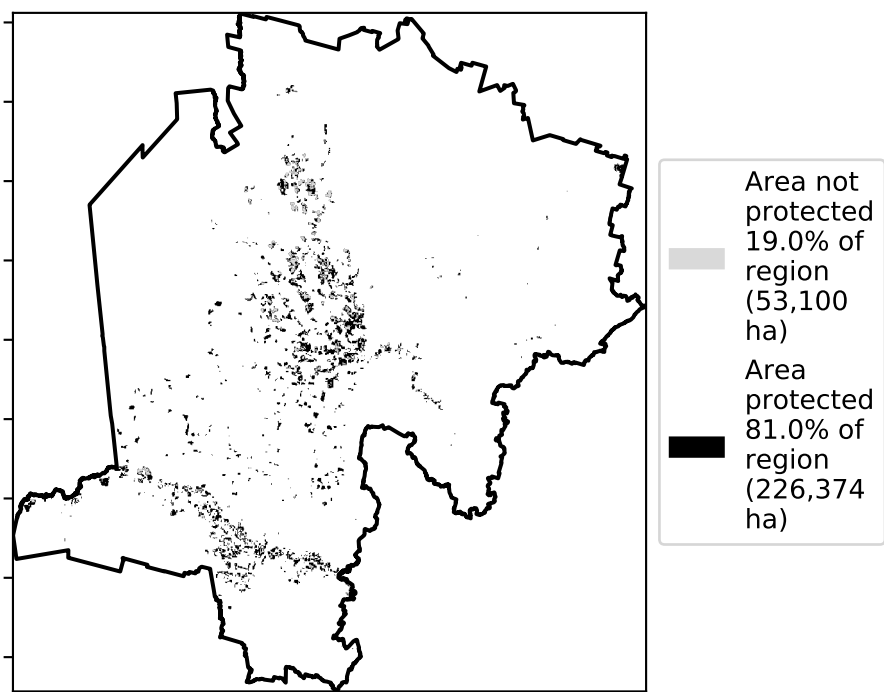 Area not
protected
19.0% of
region
(53,100
ha)
Area
protected
81.0% of
region
(226,374
ha)